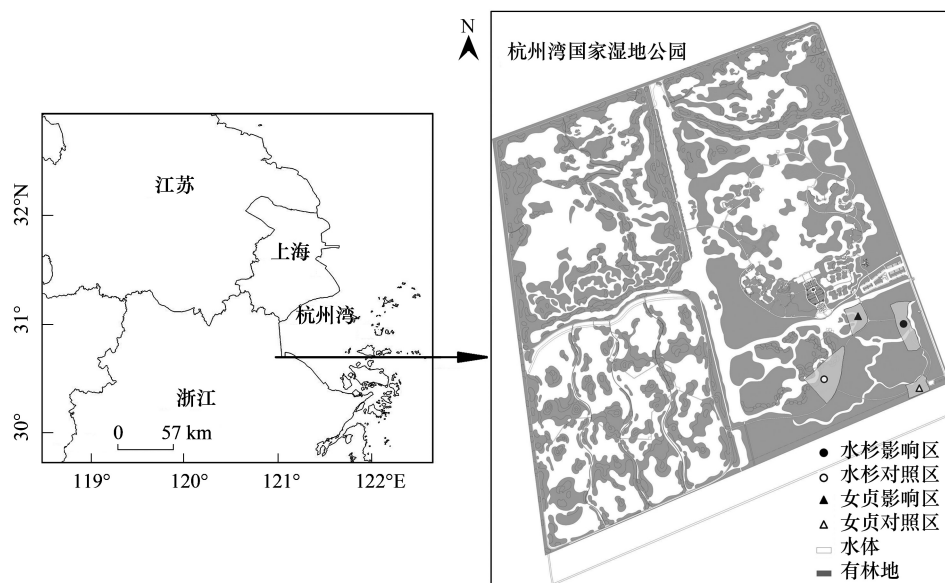 N
杭州湾国家湿地公园
江苏
上海
杭州湾
浙江
0 57 km
32°N
31°
30°
119° 120° 121° 122°E
水杉影响区
水杉对照区
女贞影响区
女贞对照区
水体
有林地